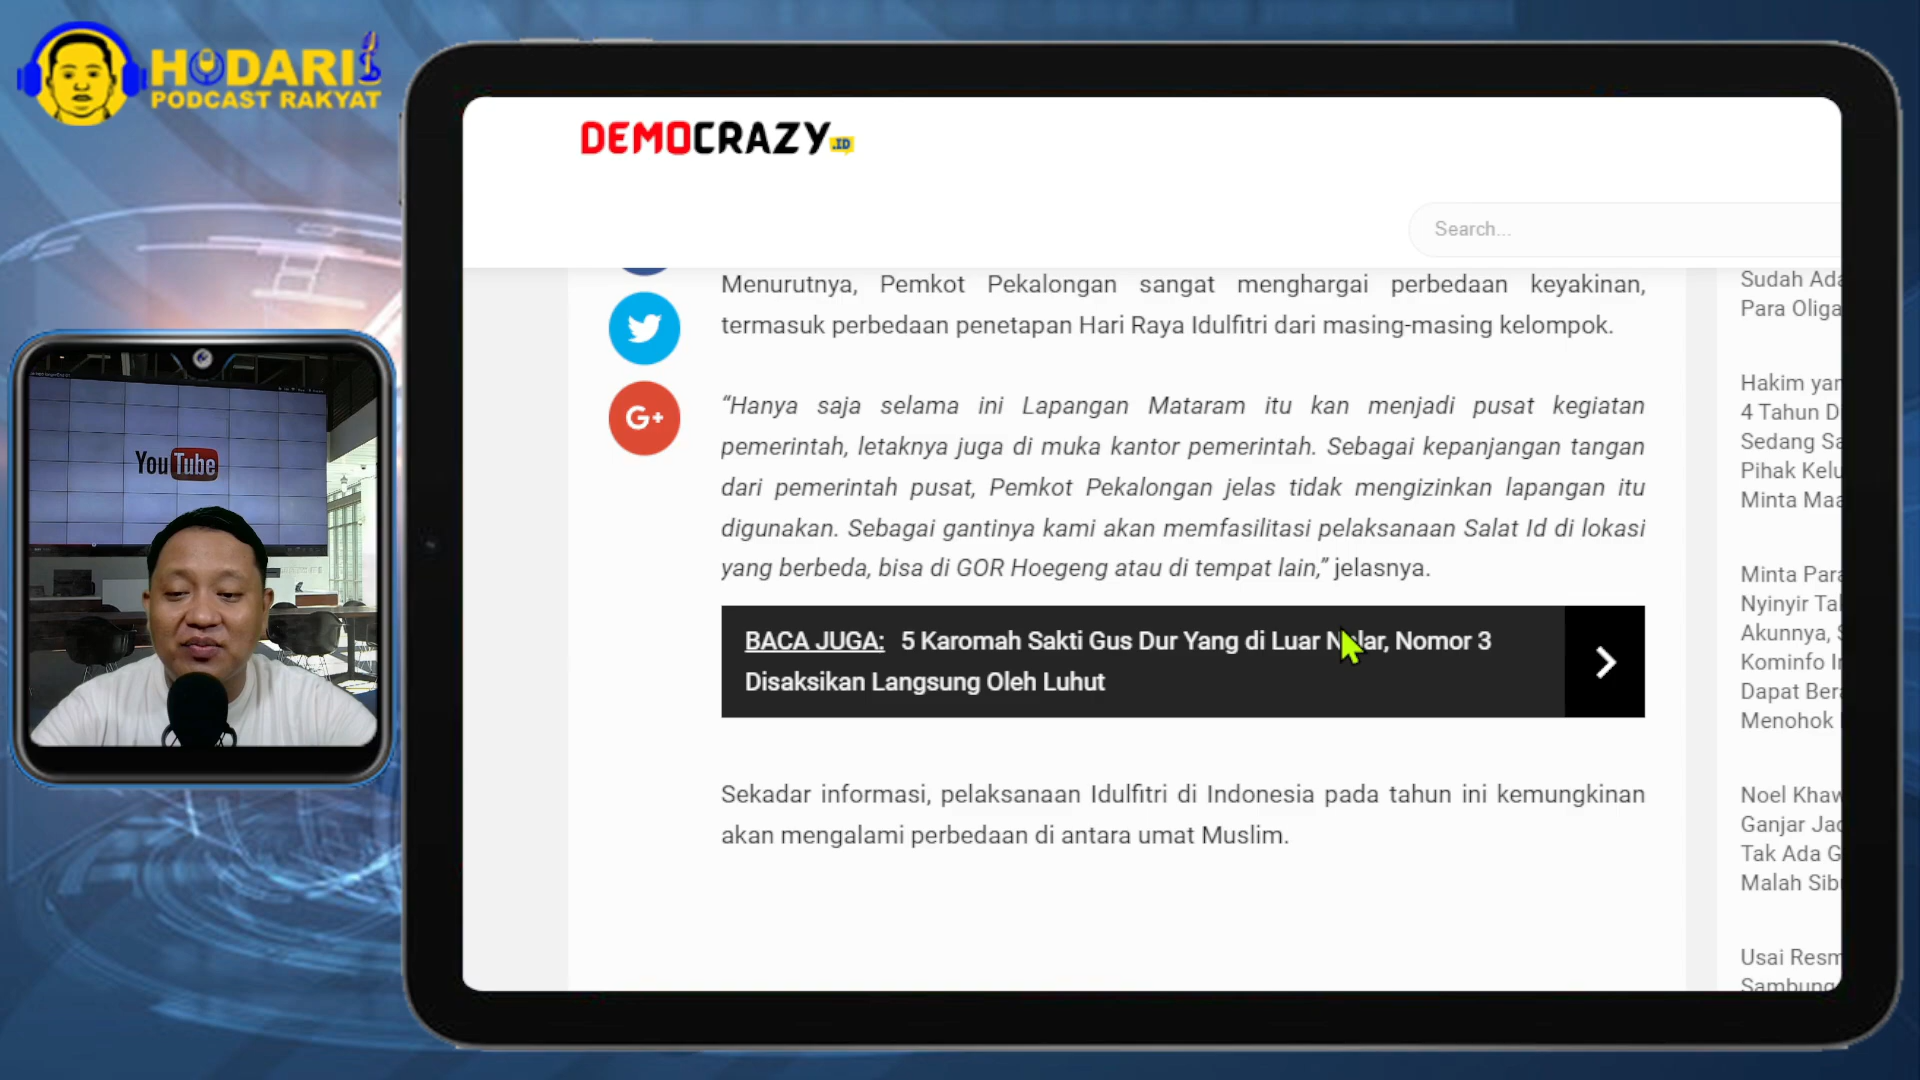 HODARI
PODCAST RAKYAT
YouTube
DEMOCRAZY.ID
Search...
Menurutnya, Pemkot Pekalongan sangat menghargai perbedaan keyakinan,
termasuk perbedaan penetapan Hari Raya Idulfitri dari masing-masing kelompok.
G+
“Hanya saja selama ini Lapangan Mataram itu kan menjadi pusat kegiatan
pemerintah, letaknya juga di muka kantor pemerintah. Sebagai kepanjangan tangan
dari pemerintah pusat, Pemkot Pekalongan jelas tidak mengizinkan lapangan itu
digunakan. Sebagai gantinya kami akan memfasilitasi pelaksanaan Salat Id di lokasi
yang berbeda, bisa di GOR Hoegeng atau di tempat lain,” jelasnya.
BACA JUGA: 5 Karomah Sakti Gus Dur Yang di Luar Nalar, Nomor 3
Disaksikan Langsung Oleh Luhut
Sekadar informasi, pelaksanaan Idulfitri di Indonesia pada tahun ini kemungkinan
akan mengalami perbedaan di antara umat Muslim.
Sudah Ada
Para Oliga
Hakim yan
4 Tahun D
Sedang Sa
Pihak Kelu
Minta Maa
Minta Para
Nyinyir Tal
Akunnya, S
Kominfo I
Dapat Bera
Menohok
Noel Khaw
Ganjar Jad
Tak Ada G
Malah Sib
Usai Resm
Sambung